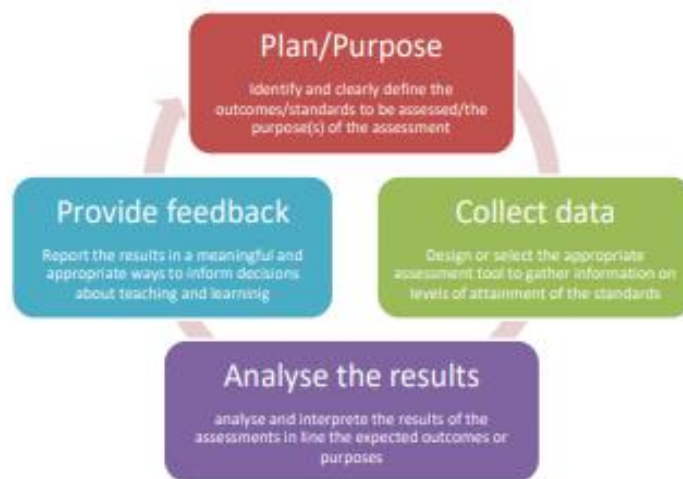 Plan/Purpose
Identify and clearly define the
outcomes/standards to be assessed/the
purpose(s) of the assessment
Provide feedback
Report the results in a meaningful and
appropriate ways to inform decisions
about teaching and learninig
Collect data
Design or select the appropriate
assessment tool to gather information on
levels of attainment of the standards
Analyse the results
analyse and interprete the results of the
assessments in line the expected outcomes or
purposes